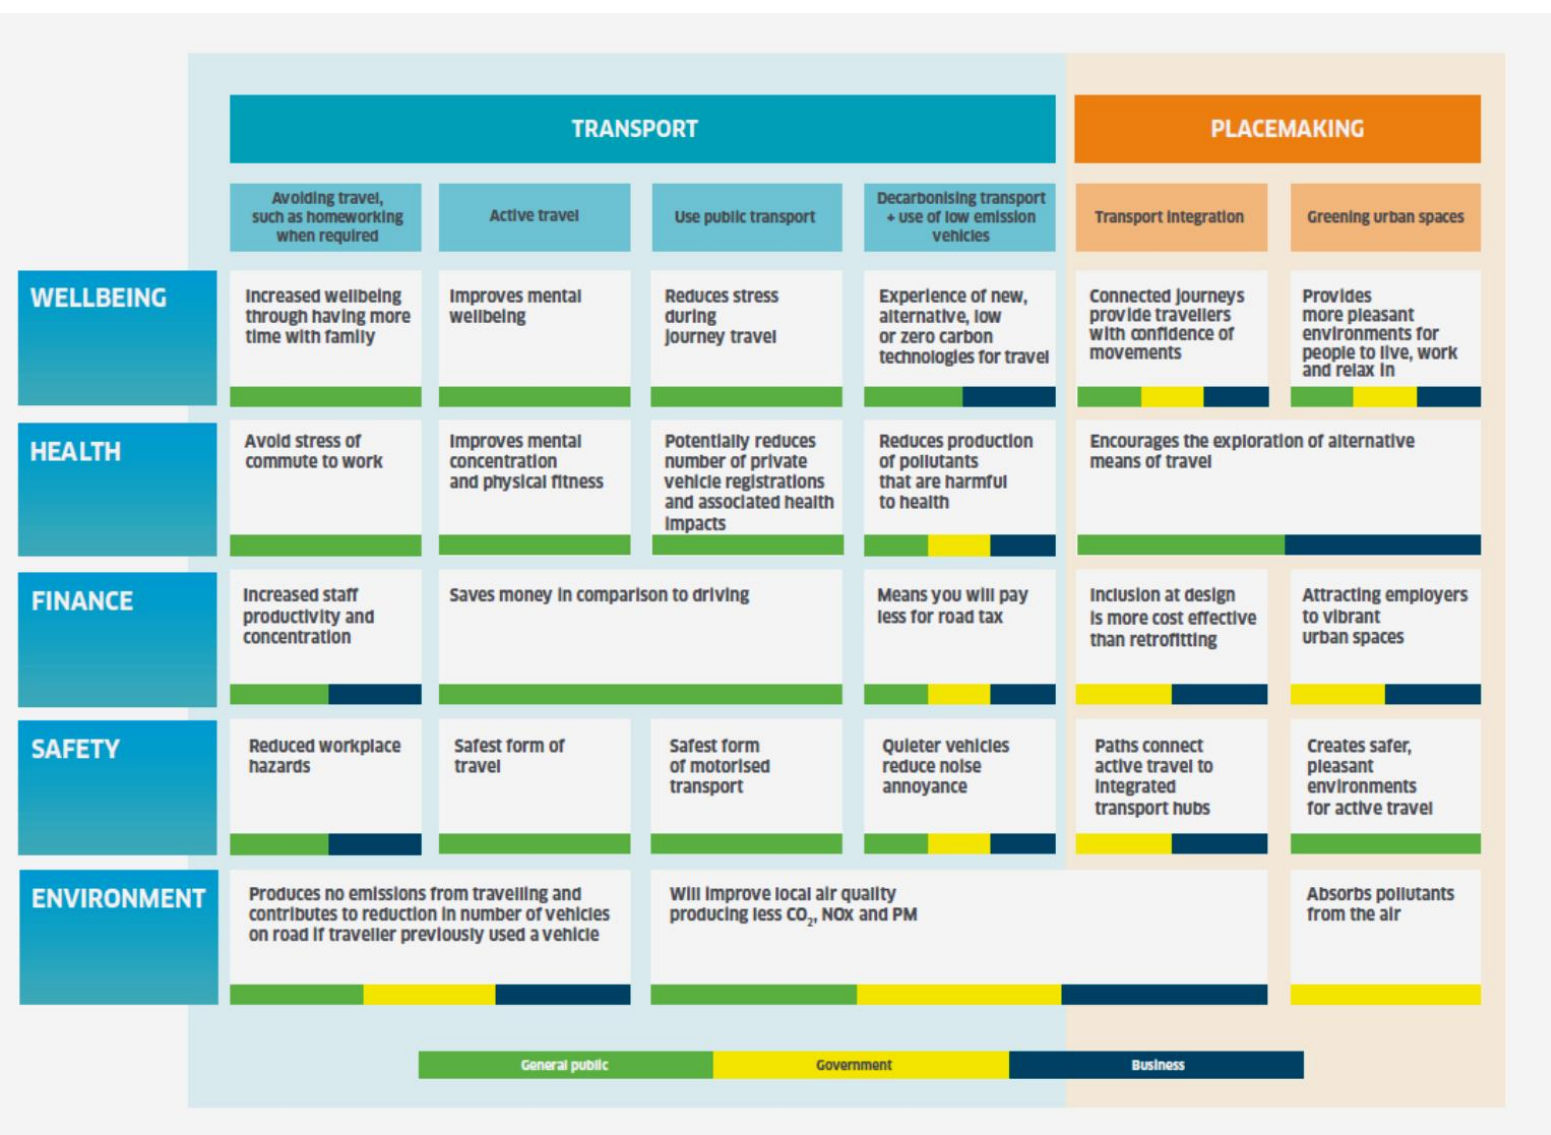 TRANSPORT
PLACEMAKING
Avoiding travel,
such as homeworking
when required
Active travel
Use public transport
Decarbonising transport
+ use of low emission
vehicles
Transport integration
Greening urban spaces
WELLBEING
Increased wellbeing
through having more
time with family
Improves mental
wellbeing
Reduces stress
during
journey travel
Experience of new,
alternative, low
or zero carbon
technologies for travel
Connected journeys
provide travellers
with confidence of
movements
Provides
more pleasant
environments for
people to live, work
and relax in
HEALTH
Avoid stress of
commute to work
Improves mental
concentration
and physical fitness
Potentially reduces
number of private
vehicle registrations
and associated health
impacts
Reduces production
of pollutants
that are harmful
to health
Encourages the exploration of alternative
means of travel
FINANCE
Increased staff
productivity and
concentration
Saves money in comparison to driving
Means you will pay
less for road tax
Inclusion at design
is more cost effective
than retrofitting
Attracting employers
to vibrant
urban spaces
SAFETY
Reduced workplace
hazards
Safest form of
travel
Safest form
of motorised
transport
Quieter vehicles
reduce noise
annoyance
Paths connect
active travel to
integrated
transport hubs
Creates safer,
pleasant
environments
for active travel
ENVIRONMENT
Produces no emissions from travelling and
contributes to reduction in number of vehicles
on road if traveller previously used a vehicle
Will improve local air quality
producing less CO₂, NOx and PM
Absorbs pollutants
from the air
General public
Government
Business